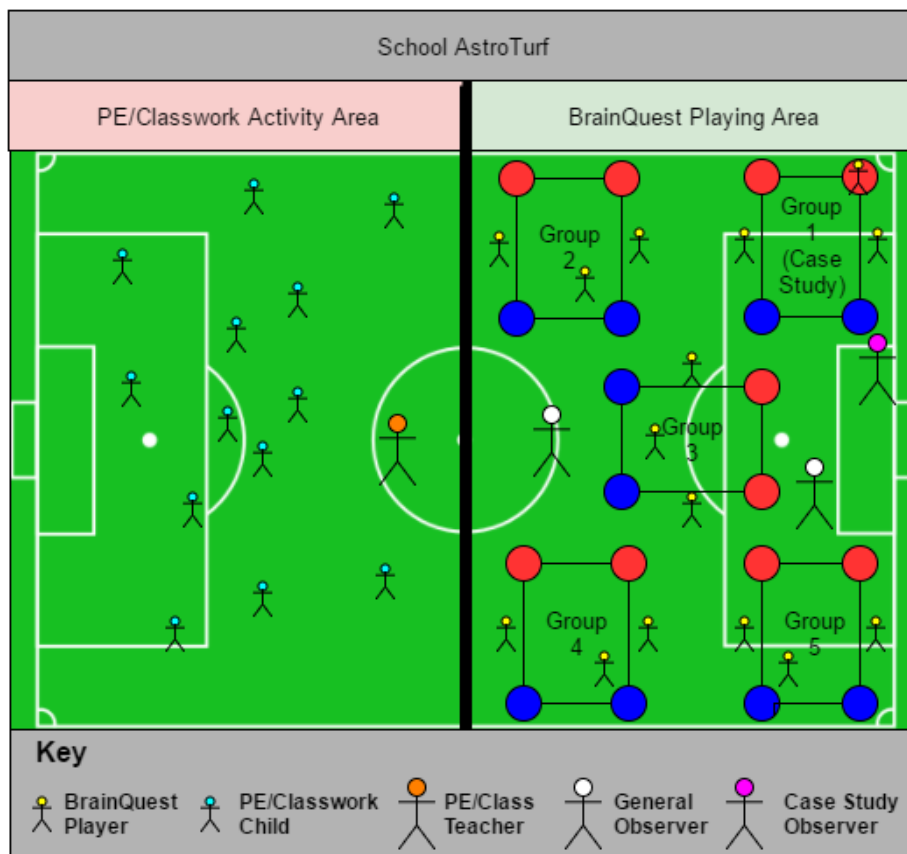 School AstroTurf
PE/Classwork Activity Area
BrainQuest Playing Area
Group
2
Group
1
(Case
Study)
Group
3
Group
4
Group
5
Key
BrainQuest
Player
PE/Classwork
Child
PE/Class
Teacher
General
Observer
Case Study
Observer